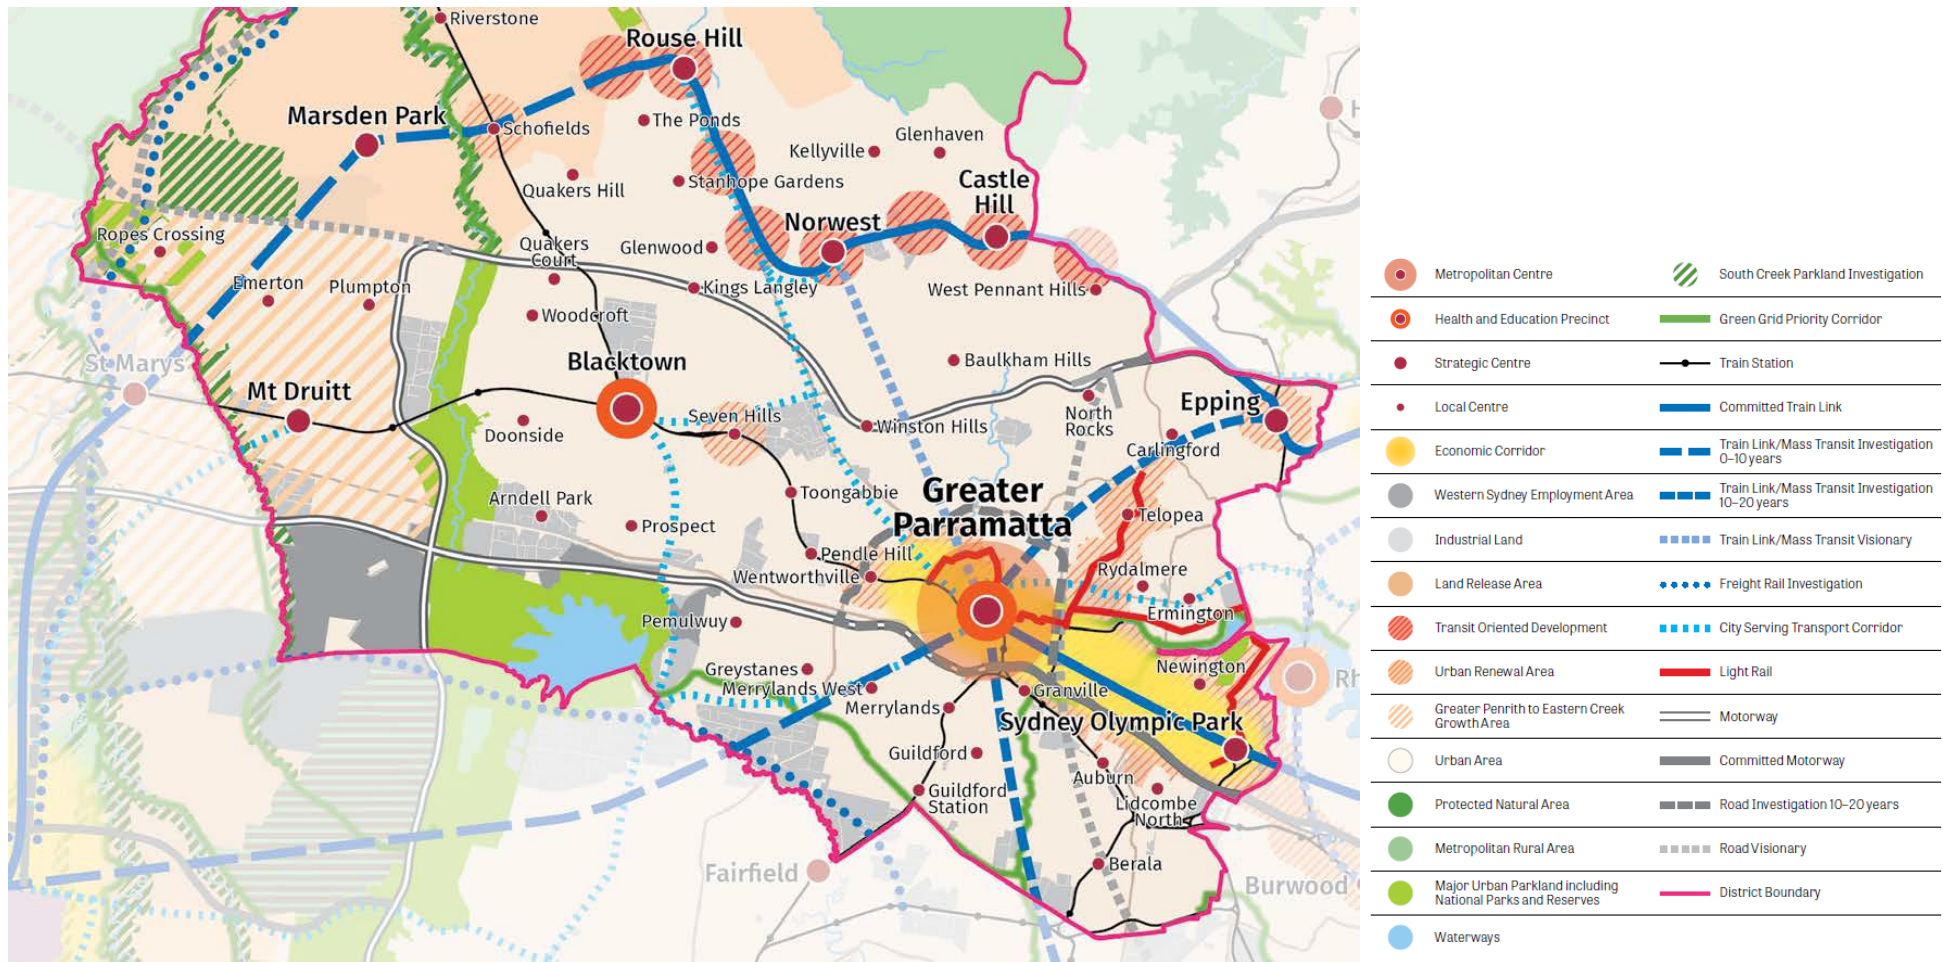 Riverstone
Rouse Hill
Marsden Park
Schofields
The Ponds
Glenhaven
Kellyville
Castle
Hill
Quakers Hill
Stanhope Gardens
Norwest
Ropes Crossing
Quakers
Court
Glenwood
Emerton
Plumpton
Kings Langley
West Pennant Hills
Woodcroft
St Marys
Blacktown
Baulkham Hills
Mt Druitt
Epping
Seven Hills
North
Rocks
Doonside
Winston Hills
Carlingford
Arndell Park
Toongabbie
Greater
Parramatta
Prospect
Telopea
Pendle Hill
Wentworthville
Rydalmere
Ermington
Pemulwuy
Greystanes
Newington
Merrylands West
Granville
Rh
Merrylands
Sydney Olympic Park
Guildford
Auburn
Guildford
Station
Lidcombe
North
Fairfield
Berala
Burwood
H
Metropolitan Centre
Health and Education Precinct
Strategic Centre
Local Centre
Economic Corridor
Western Sydney Employment Area
Industrial Land
Land Release Area
Transit Oriented Development
Urban Renewal Area
Greater Penrith to Eastern Creek
Growth Area
Urban Area
Protected Natural Area
Metropolitan Rural Area
Major Urban Parkland including
National Parks and Reserves
Waterways
South Creek Parkland Investigation
Green Grid Priority Corridor
Train Station
Committed Train Link
Train Link/Mass Transit Investigation
0–10 years
Train Link/Mass Transit Investigation
10–20 years
Train Link/Mass Transit Visionary
Freight Rail Investigation
City Serving Transport Corridor
Light Rail
Motorway
Committed Motorway
Road Investigation 10–20 years
Road Visionary
District Boundary